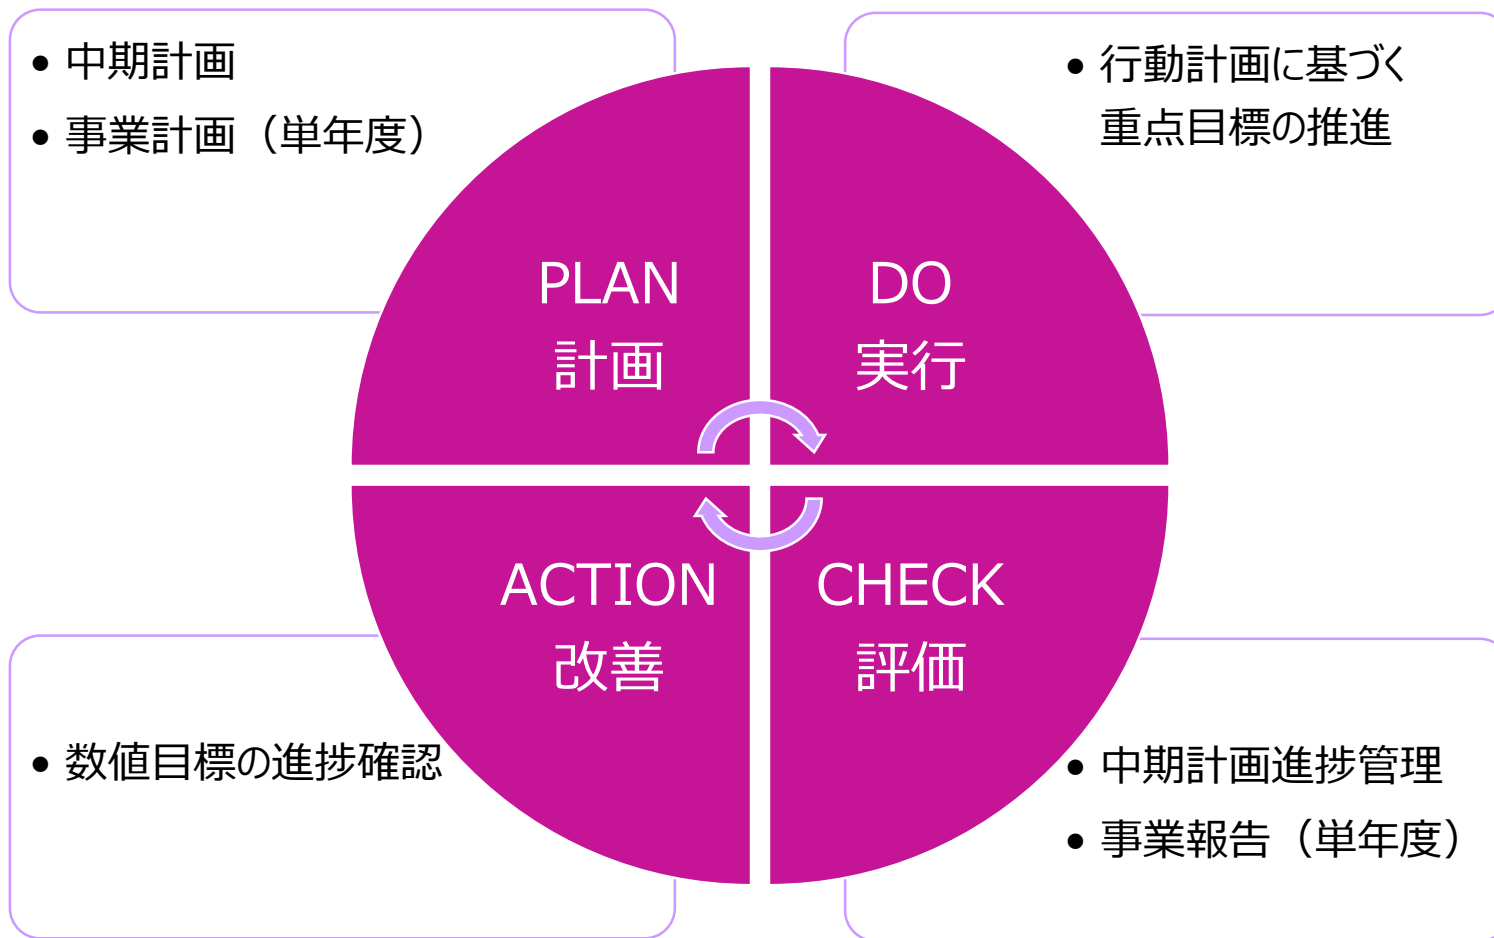 • 中期計画
• 事業計画（単年度）
• 行動計画に基づく
重点目標の推進
PLAN
計画
DO
実行
ACTION
改善
CHECK
評価
• 数値目標の進捗確認
• 中期計画進捗管理
• 事業報告（単年度）